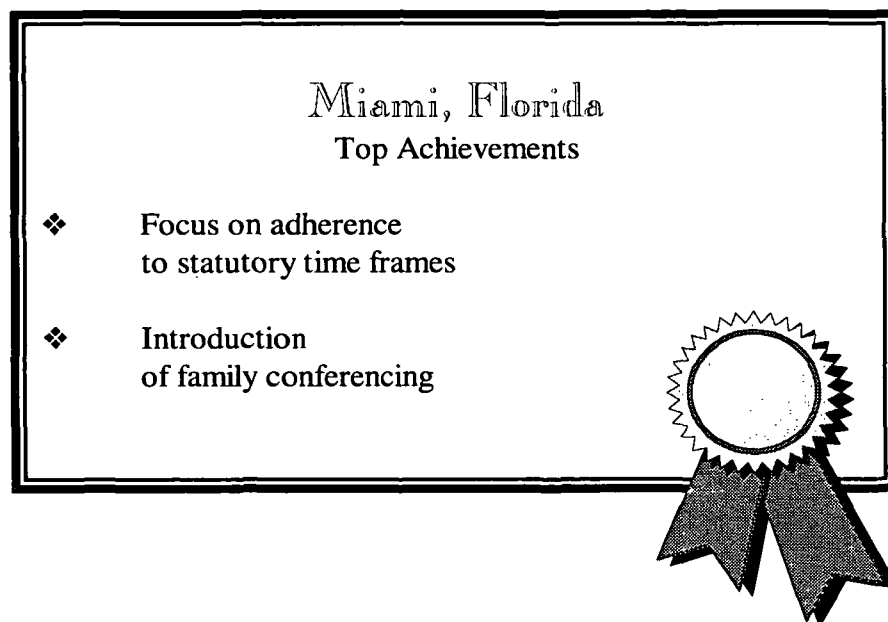 Miami, Florida
Top Achievements
❖ Focus on adherence
to statutory time frames
❖ Introduction
of family conferencing